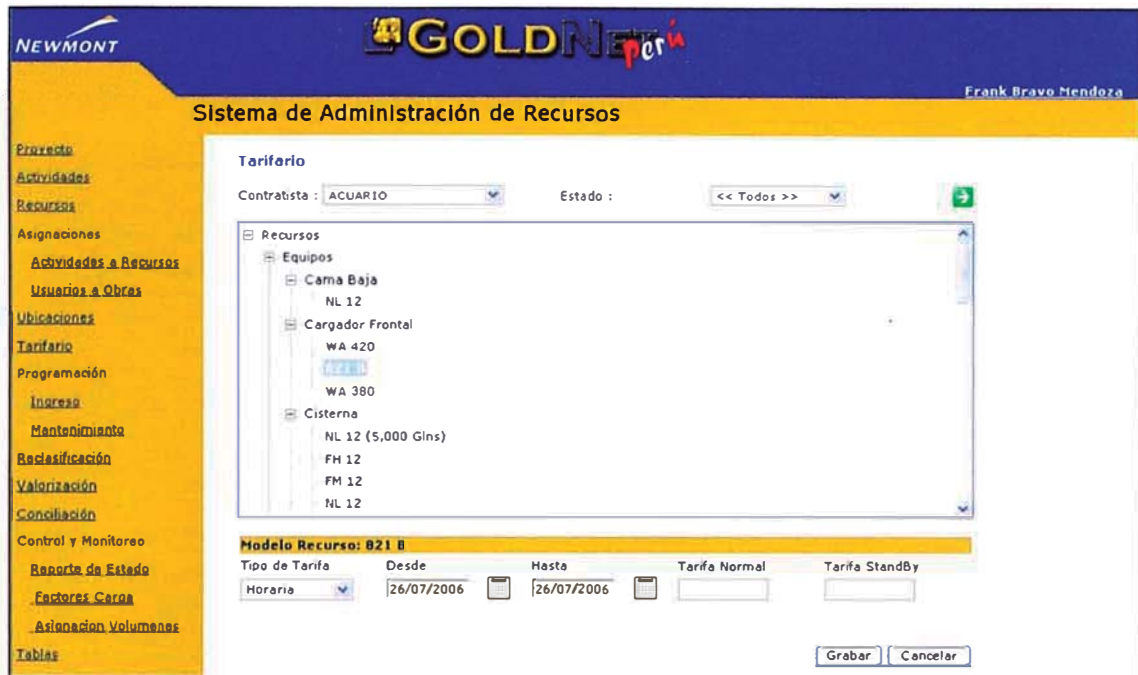 NEWMONT
GOLDNET perú
Frank Bravo Mendoza
Sistema de Administración de Recursos
Proyecto
Actividades
Recursos
Asignaciones
Actividades a Recursos
Usuarios a Obras
Ubicaciones
Tarifario
Programación
Ingreso
Mantenimiento
Reclasificación
Valorización
Conciliación
Control y Monitoreo
Reporte de Estado
Factores Carga
Asignacion Volumenes
Tablas
Tarifario
Contratista : ACUARIO Estado : << Todos >>
Recursos
Equipos
Cama Baja
NL 12
Cargador Frontal
WA 420
821 B
WA 380
Cisterna
NL 12 (5,000 Glns)
FH 12
FM 12
NL 12
Modelo Recurso: 821 B
Tipo de Tarifa Desde Hasta Tarifa Normal Tarifa StandBy
Horaria 26/07/2006 26/07/2006
Grabar Cancelar